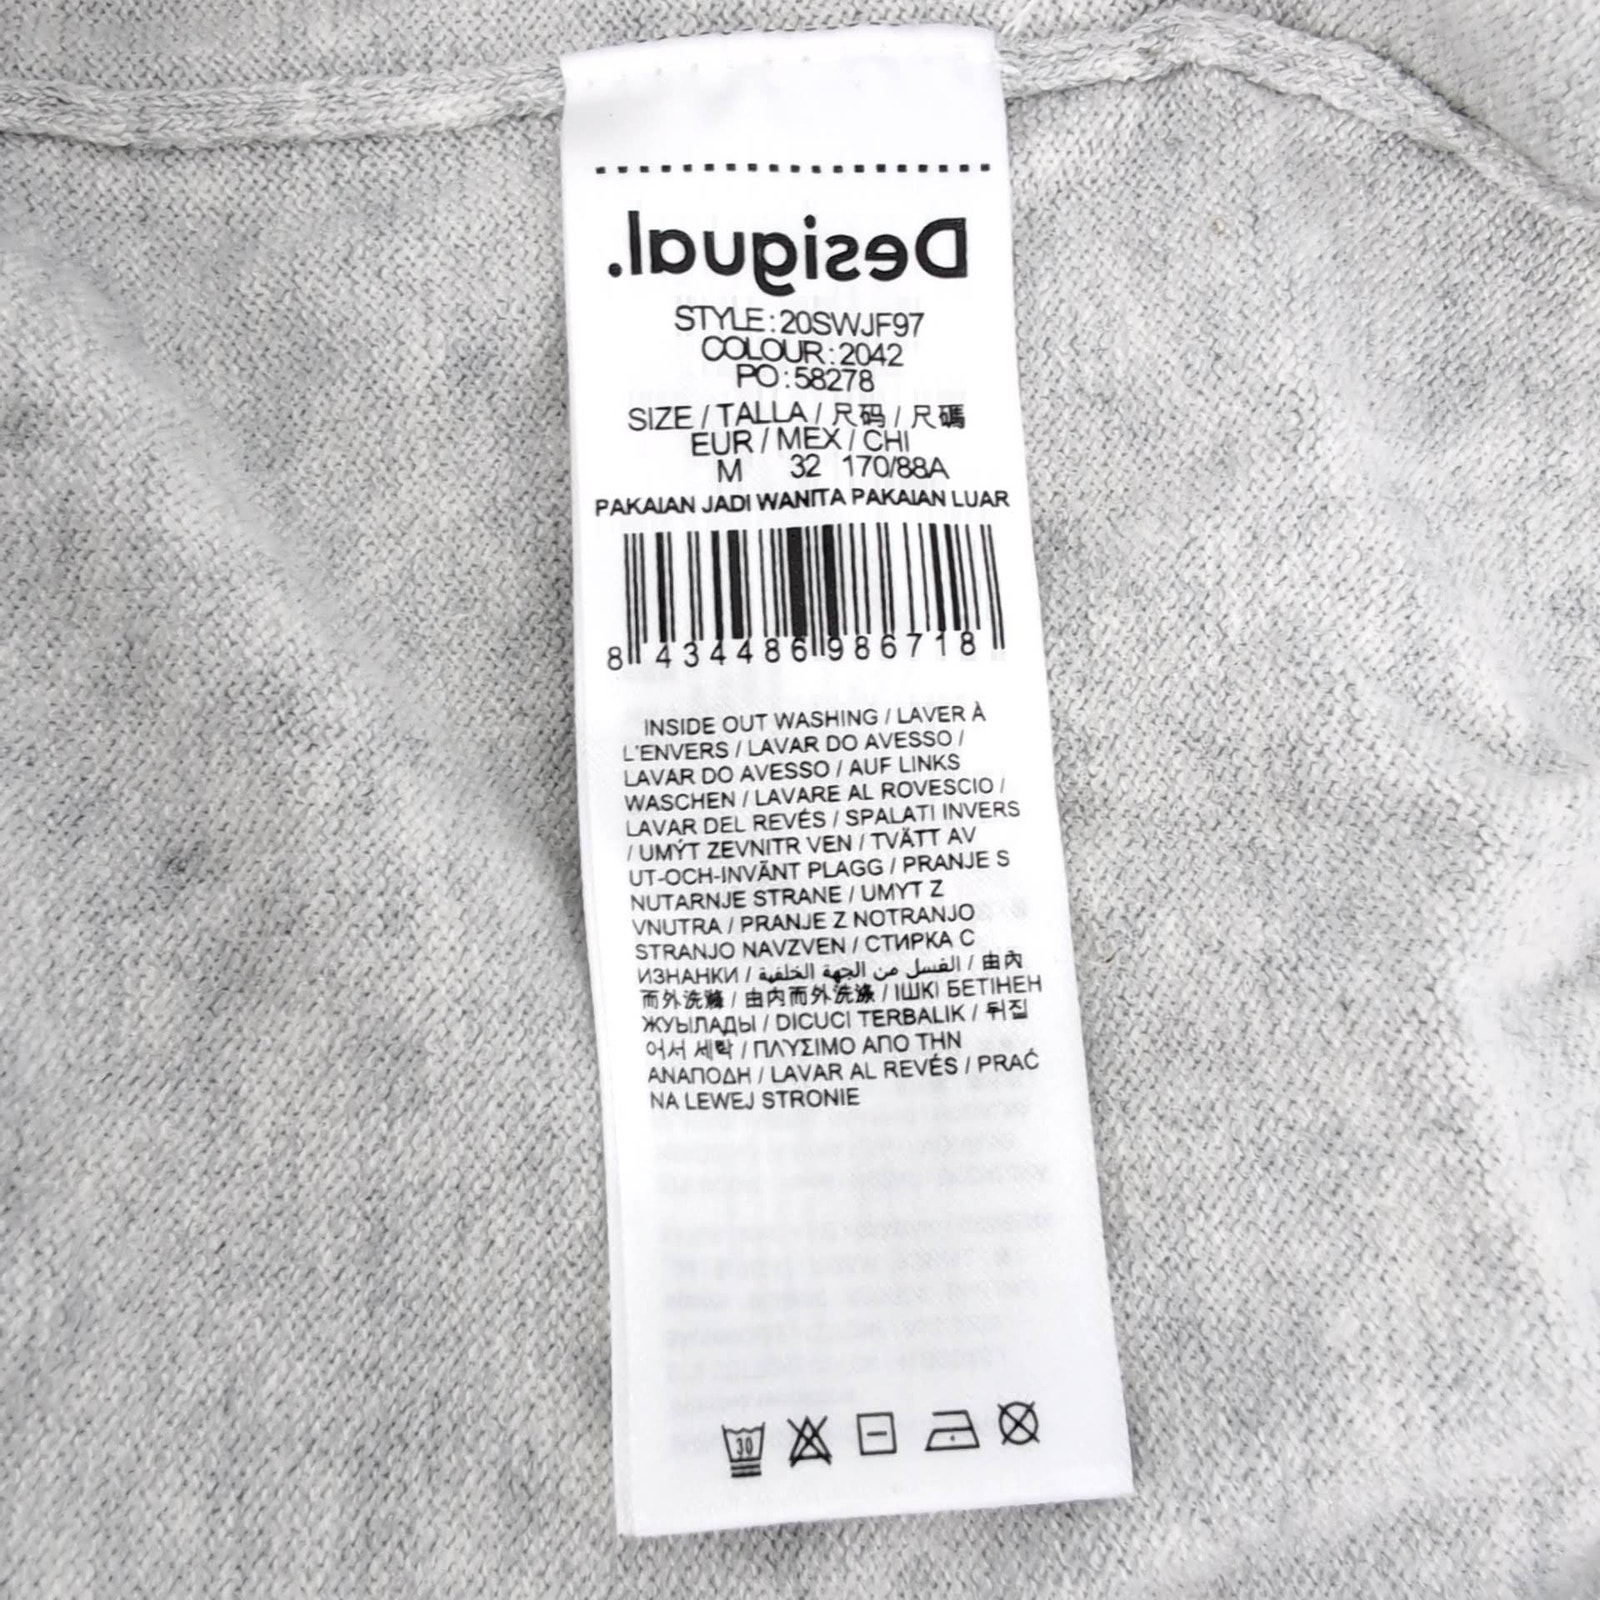 Desigual.
STYLE:20SWJF97
COLOUR:2042
PO:58278
SIZE / TALLA / 尺码 / 尺碼
EUR / MEX / CHI
M 32 170/88A
PAKAIAN JADI WANITA PAKAIAN LUAR
8 434486 986718
INSIDE OUT WASHING / LAVER À
L'ENVERS / LAVAR DO AVESSO /
LAVAR DO AVESSO / AUF LINKS
WASCHEN / LAVARE AL ROVESCIO /
LAVAR DEL REVÉS / SPALATI INVERS
/ UMÝT ZEVNITR VEN / TVÄTT AV
UT-OCH-INVÄNT PLAGG / PRANJE S
NUTARNJE STRANE / UMYT Z
VNUTRA / PRANJE Z NOTRANJO
STRANJO NAVZVEN / СТИРКА С
ИЗНАНКИ / الغسل من الجهة الخلفية / 由內
而外洗滌 / 由内而外洗涤 / ІШКІ БЕТІНЕН
ЖУЫЛАДЫ / DICUCI TERBALIK / 뒤집
어서 세탁 / ΠΛΥΣΙΜΟ ΑΠΟ ΤΗΝ
ΑΝΑΠΟΔΗ / LAVAR AL REVÉS / PRAĆ
NA LEWEJ STRONIE
30